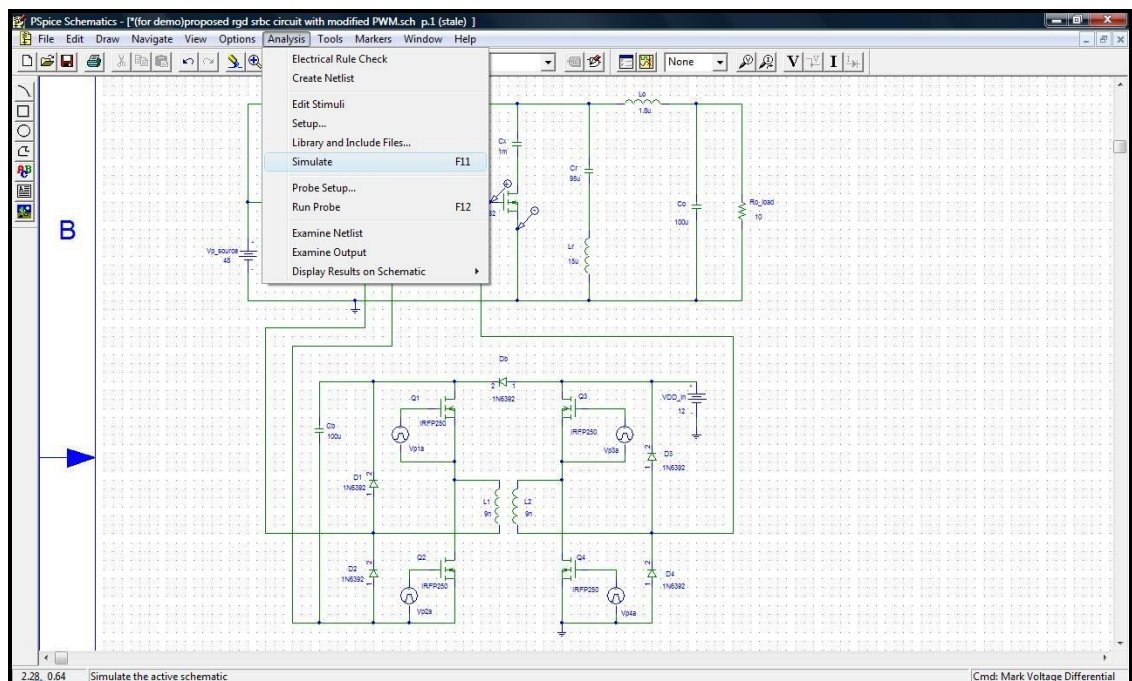 PSpice Schematics - [*(for demo)proposed rgd srbc circuit with modified PWM.sch p.1 (stale) ]
File Edit Draw Navigate View Options Analysis Tools Markers Window Help
None
V
I
Electrical Rule Check
Create Netlist
Edit Stimuli
Setup...
Library and Include Files...
Simulate F11
Probe Setup...
Run Probe F12
Examine Netlist
Examine Output
Display Results on Schematic
B
Vp_source
48
Cx
1m
Cr
98u
Lr
15u
Lo
1.8u
Co
100u
Ro_load
10
Db
2 1
1N6392
Q1
IRFP250
Vp1a
Cb
100u
Q3
IRFP250
Vp3a
VDD_in
12
D1
1N6392
D3
1N6392
L1
9n
L2
9n
D2
1N6392
Q2
IRFP250
Vp2a
Q4
IRFP250
Vp4a
D4
1N6392
2.28, 0.64 Simulate the active schematic Cmd: Mark Voltage Differential